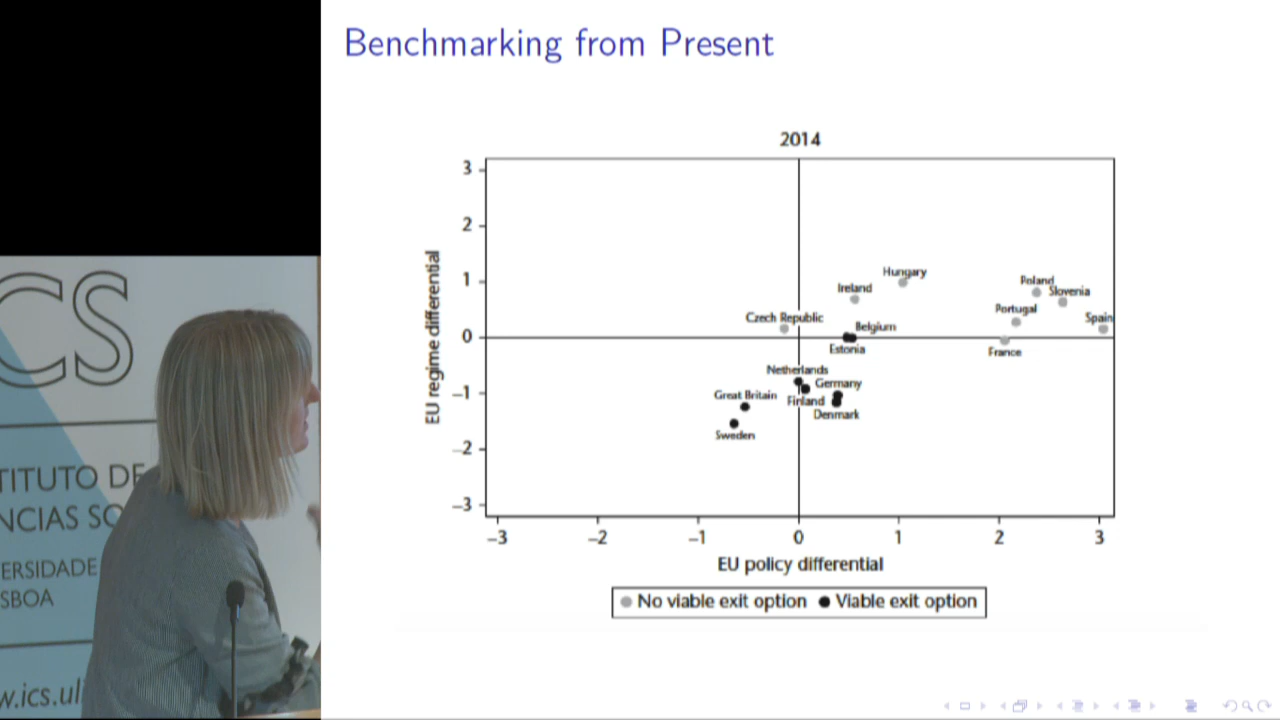 Benchmarking from Present
2014
3
2
1
0
−1
−2
−3
EU regime differential
Hungary
Ireland
Poland
Slovenia
Portugal
Spain
Czech Republic
Belgium
Estonia
France
Netherlands
Germany
Great Britain
Finland
Denmark
Sweden
−3 −2 −1 0 1 2 3
EU policy differential
No viable exit option Viable exit option
CS
TITUTO DE
NCIAS SO
ERSIDADE
SBOA
w.ics.ul